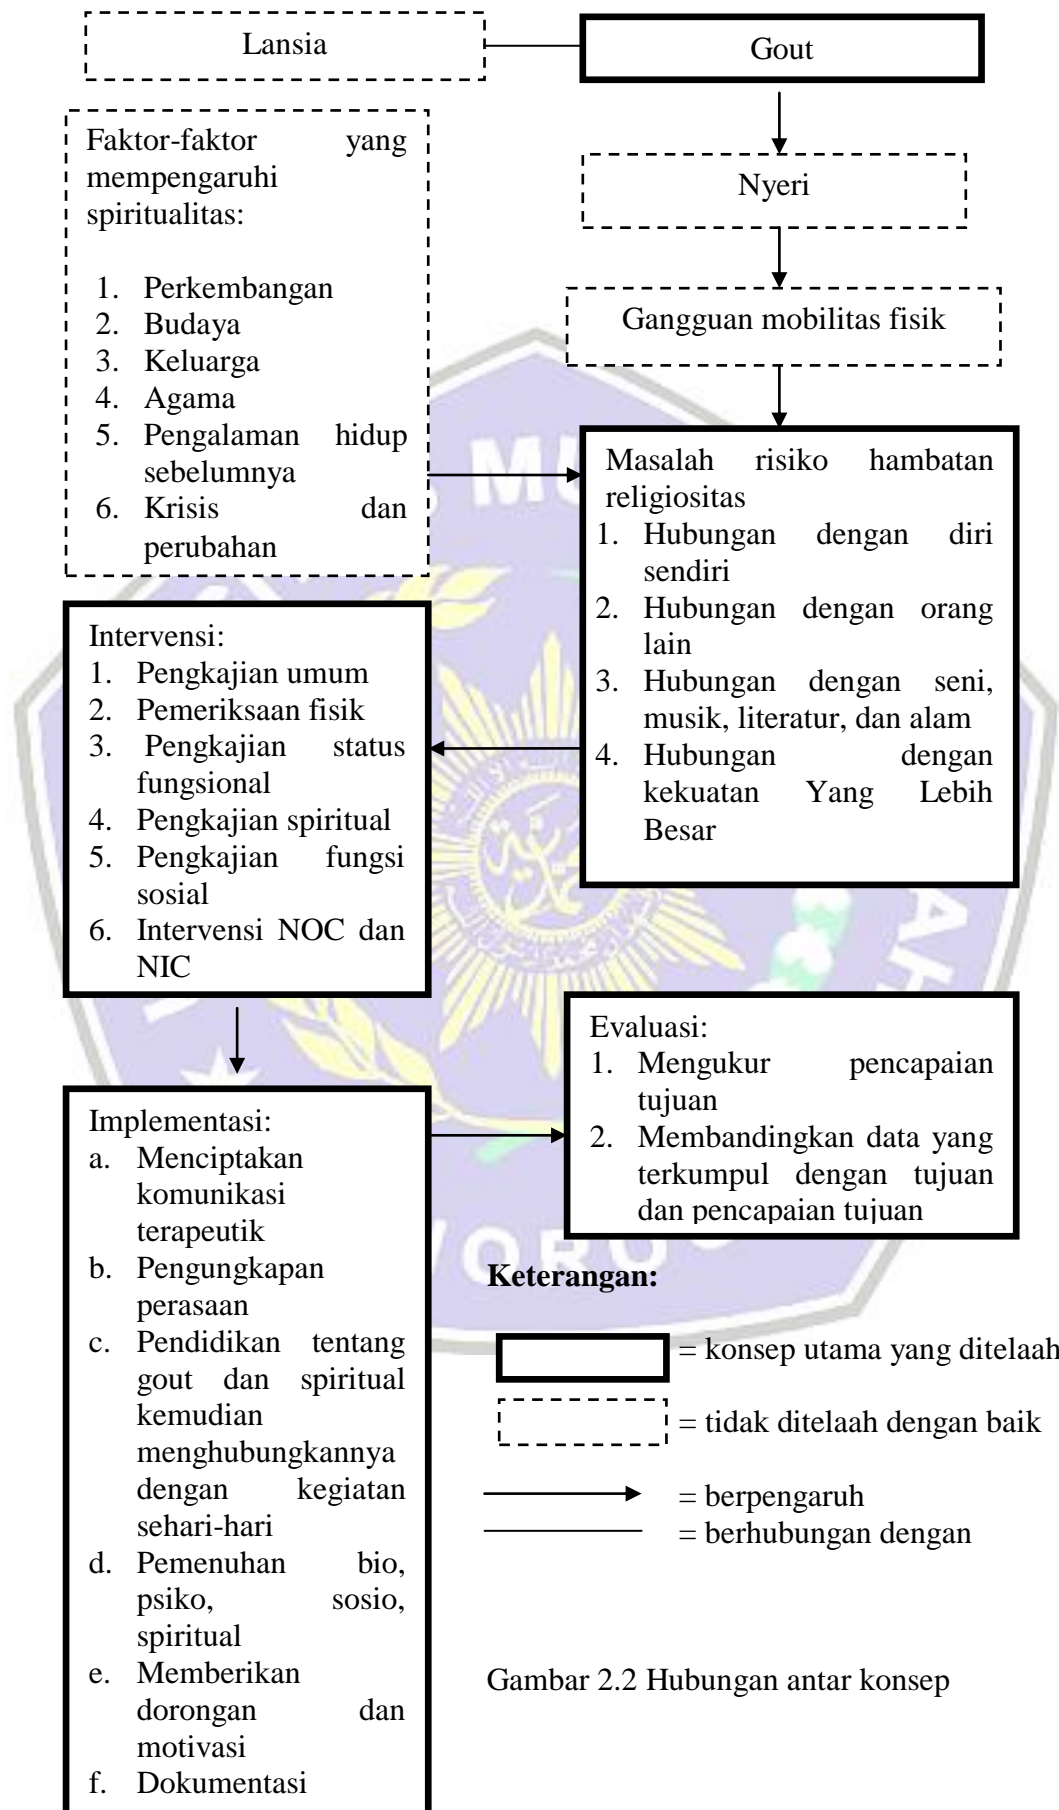 Lansia
Gout
Faktor-faktor yang
mempengaruhi
spiritualitas:
1. Perkembangan
2. Budaya
3. Keluarga
4. Agama
5. Pengalaman hidup
sebelumnya
6. Krisis dan
perubahan
Nyeri
Gangguan mobilitas fisik
Masalah risiko hambatan
religiositas
1. Hubungan dengan diri
sendiri
2. Hubungan dengan orang
lain
3. Hubungan dengan seni,
musik, literatur, dan alam
4. Hubungan dengan
kekuatan Yang Lebih
Besar
Intervensi:
1. Pengkajian umum
2. Pemeriksaan fisik
3. Pengkajian status
fungsional
4. Pengkajian spiritual
5. Pengkajian fungsi
sosial
6. Intervensi NOC dan
NIC
Implementasi:
a. Menciptakan
komunikasi
terapeutik
b. Pengungkapan
perasaan
c. Pendidikan tentang
gout dan spiritual
kemudian
menghubungkannya
dengan kegiatan
sehari-hari
d. Pemenuhan bio,
psiko, sosio,
spiritual
e. Memberikan
dorongan dan
motivasi
f. Dokumentasi
Evaluasi:
1. Mengukur pencapaian
tujuan
2. Membandingkan data yang
terkumpul dengan tujuan
dan pencapaian tujuan
Keterangan:
= konsep utama yang ditelaah
= tidak ditelaah dengan baik
= berpengaruh
= berhubungan dengan
Gambar 2.2 Hubungan antar konsep